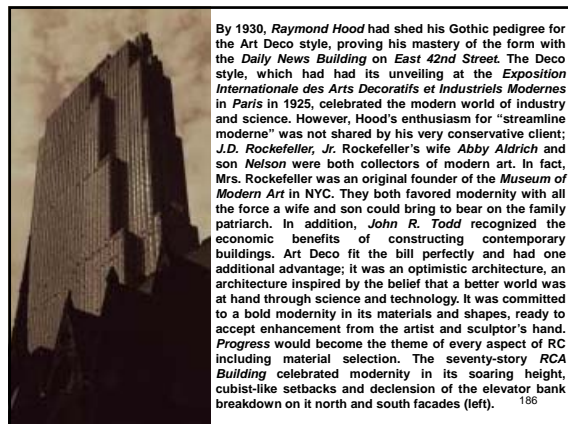 By 1930, Raymond Hood had shed his Gothic pedigree for
the Art Deco style, proving his mastery of the form with
the Daily News Building on East 42nd Street. The Deco
style, which had had its unveiling at the Exposition
Internationale des Arts Decoratifs et Industriels Modernes
in Paris in 1925, celebrated the modern world of industry
and science. However, Hood's enthusiasm for “streamline
moderne” was not shared by his very conservative client;
J.D. Rockefeller, Jr. Rockefeller's wife Abby Aldrich and
son Nelson were both collectors of modern art. In fact,
Mrs. Rockefeller was an original founder of the Museum of
Modern Art in NYC. They both favored modernity with all
the force a wife and son could bring to bear on the family
patriarch. In addition, John R. Todd recognized the
economic benefits of constructing contemporary
buildings. Art Deco fit the bill perfectly and had one
additional advantage; it was an optimistic architecture, an
architecture inspired by the belief that a better world was
at hand through science and technology. It was committed
to a bold modernity in its materials and shapes, ready to
accept enhancement from the artist and sculptor's hand.
Progress would become the theme of every aspect of RC
including material selection. The seventy-story RCA
Building celebrated modernity in its soaring height,
cubist-like setbacks and declension of the elevator bank
breakdown on it north and south facades (left).
186